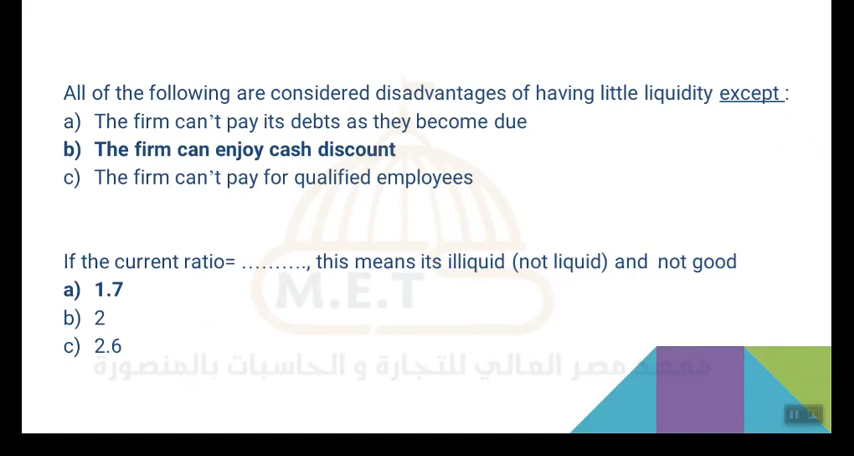 All of the following are considered disadvantages of having little liquidity except :
a) The firm can't pay its debts as they become due
b) The firm can enjoy cash discount
c) The firm can't pay for qualified employees
If the current ratio= ………., this means its illiquid (not liquid) and not good
M.E.T
a) 1.7
b) 2
c) 2.6
معهد مصر العالي للتجارة و الحاسبات بالمنصورة